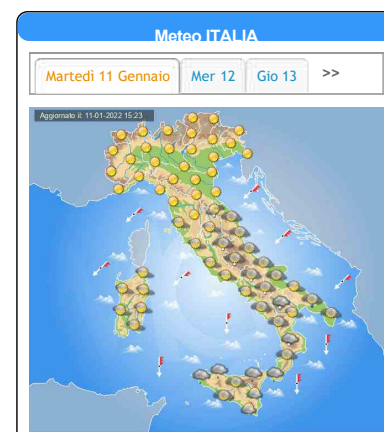 Meteo ITALIA
Martedì 11 Gennaio Mer 12 Gio 13 >>
Aggiornato il: 11-01-2022 15:23